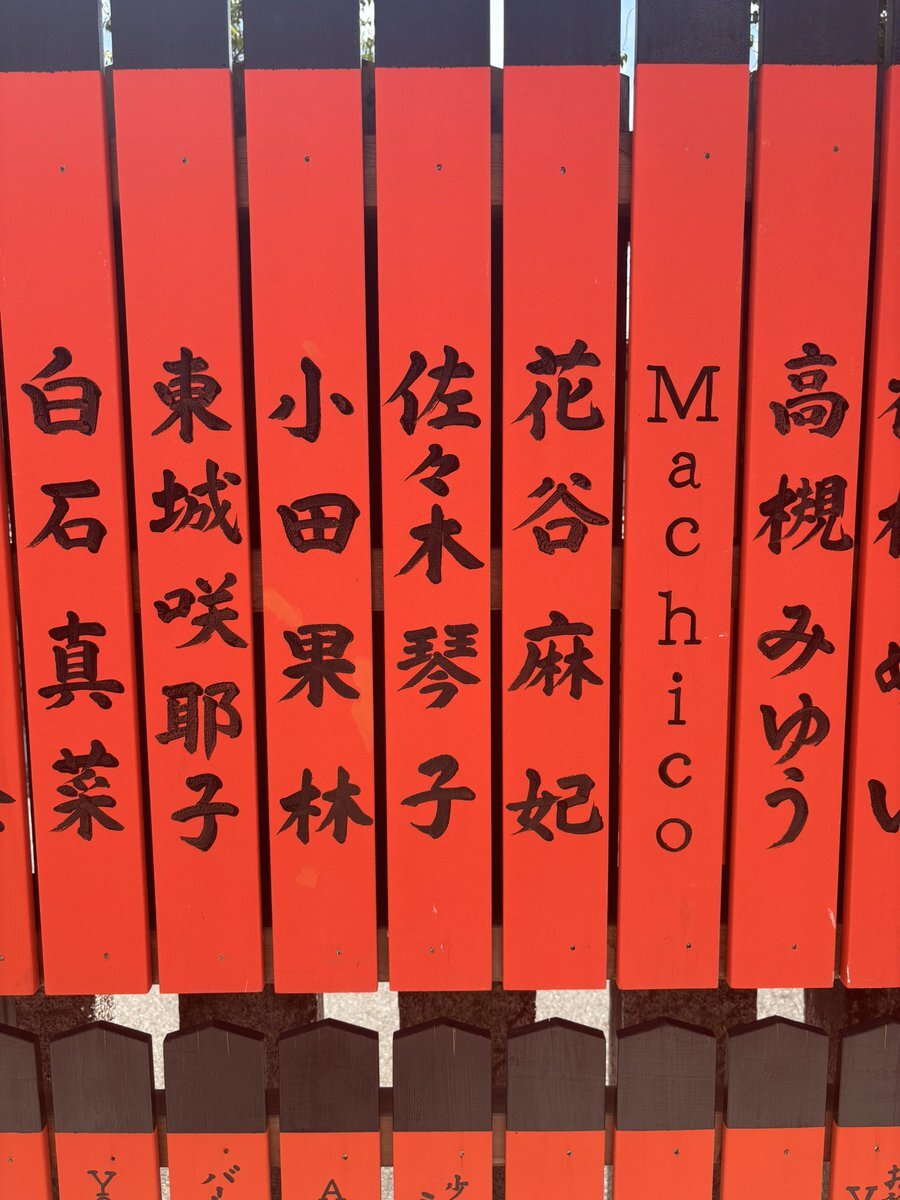 高槻みゆう
Machico
花谷麻妃
佐々木琴子
小田果林
東城咲耶子
白石真菜